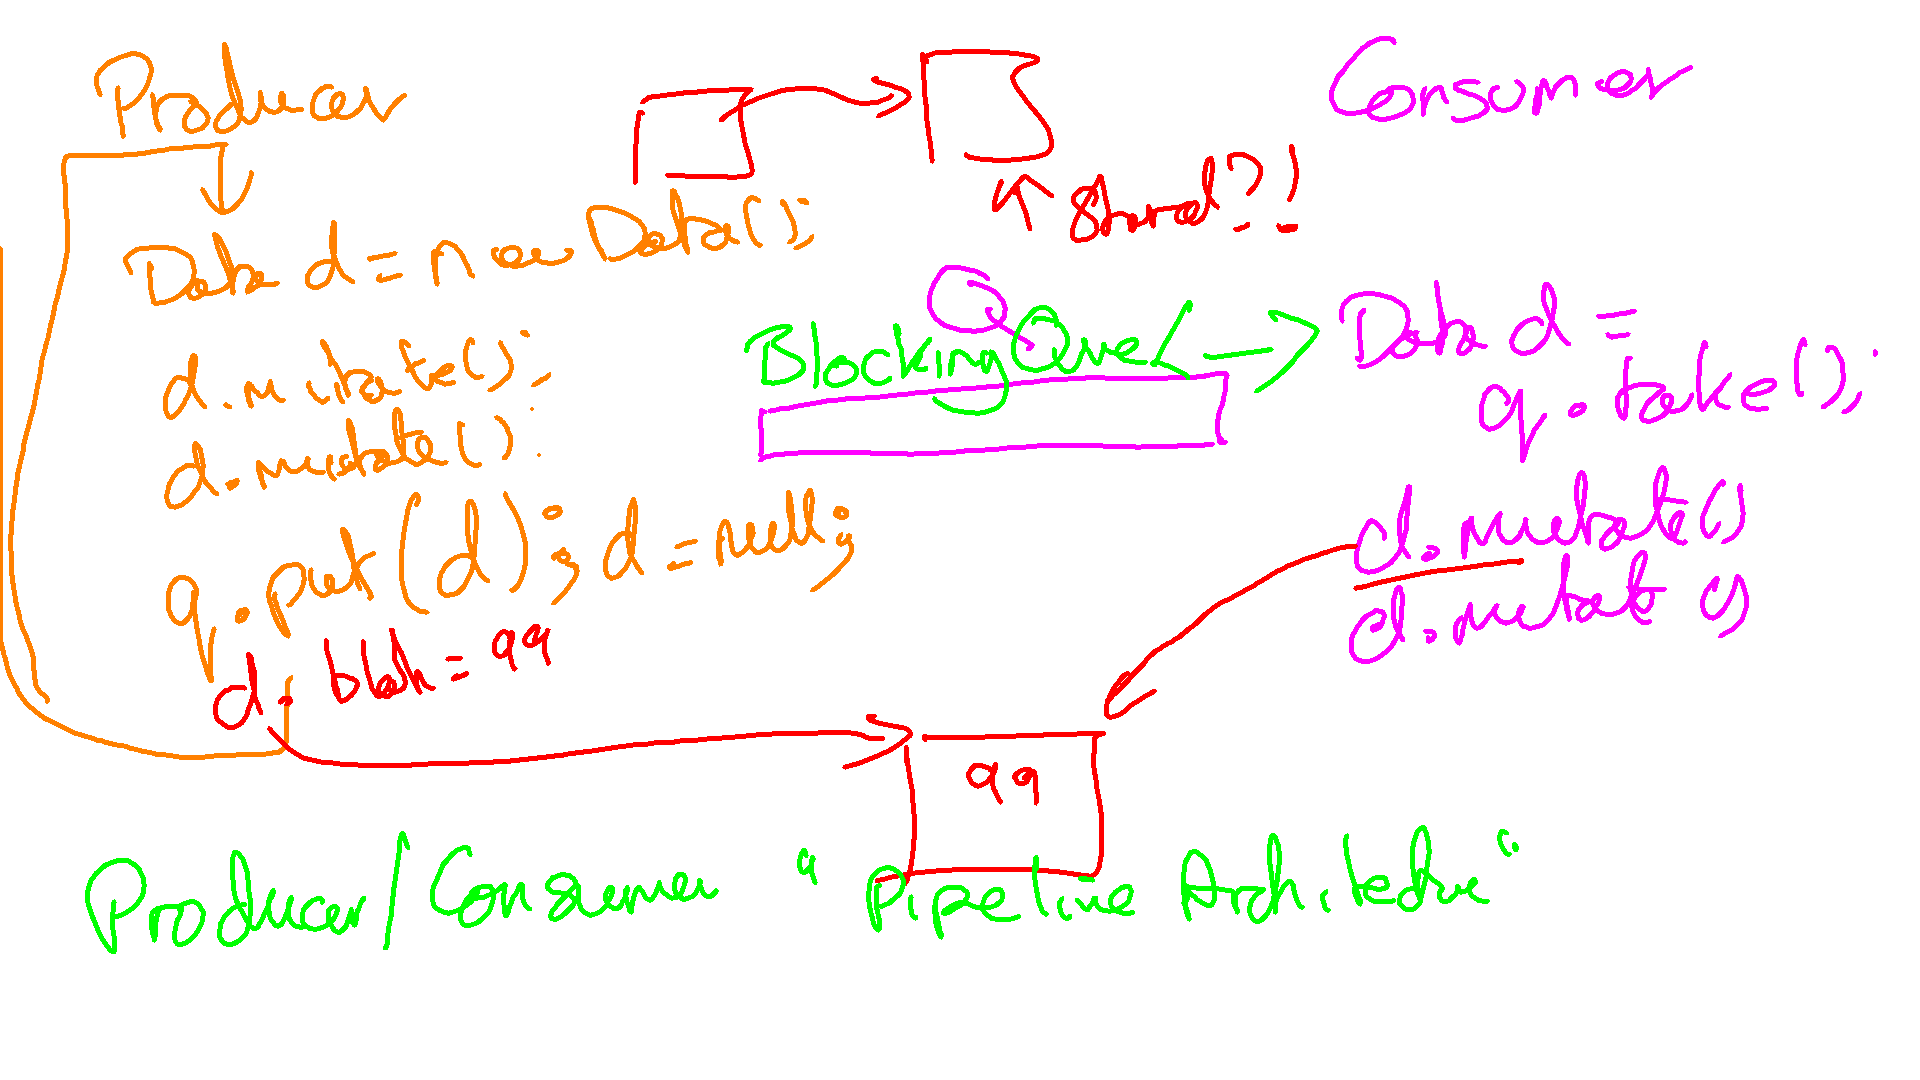 Producer
Consumer
Shared?!
Data d = new Data();
d.mutate();
d.mutate();
q.put(d); d = null;
d.blah = 99
Q
BlockingQueue
Data d =
q.take();
d.mutate()
d.mutate()
99
Producer/Consumer "Pipeline Architecture"